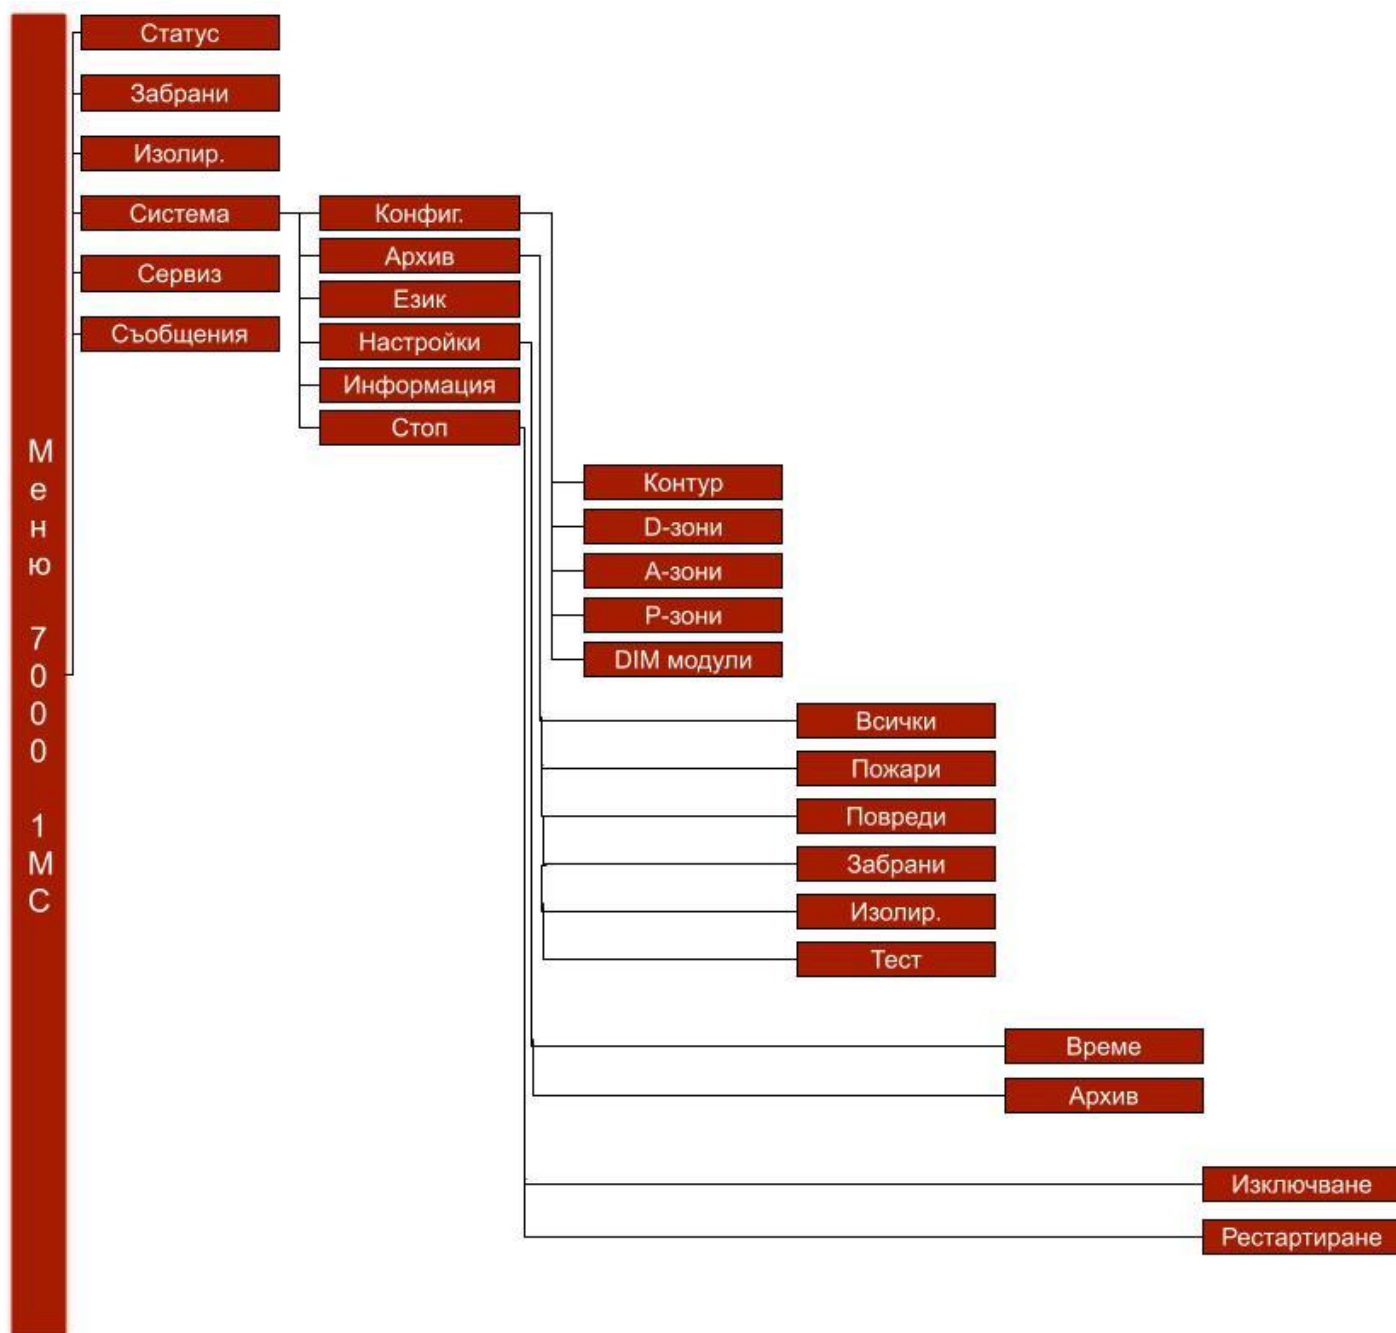 Меню 7000 1МС
Статус
Забрани
Изолир.
Система
Сервиз
Съобщения
Конфиг.
Архив
Език
Настройки
Информация
Стоп
Контур
D-зони
А-зони
Р-зони
DIM модули
Всички
Пожари
Повреди
Забрани
Изолир.
Тест
Време
Архив
Изключване
Рестартиране